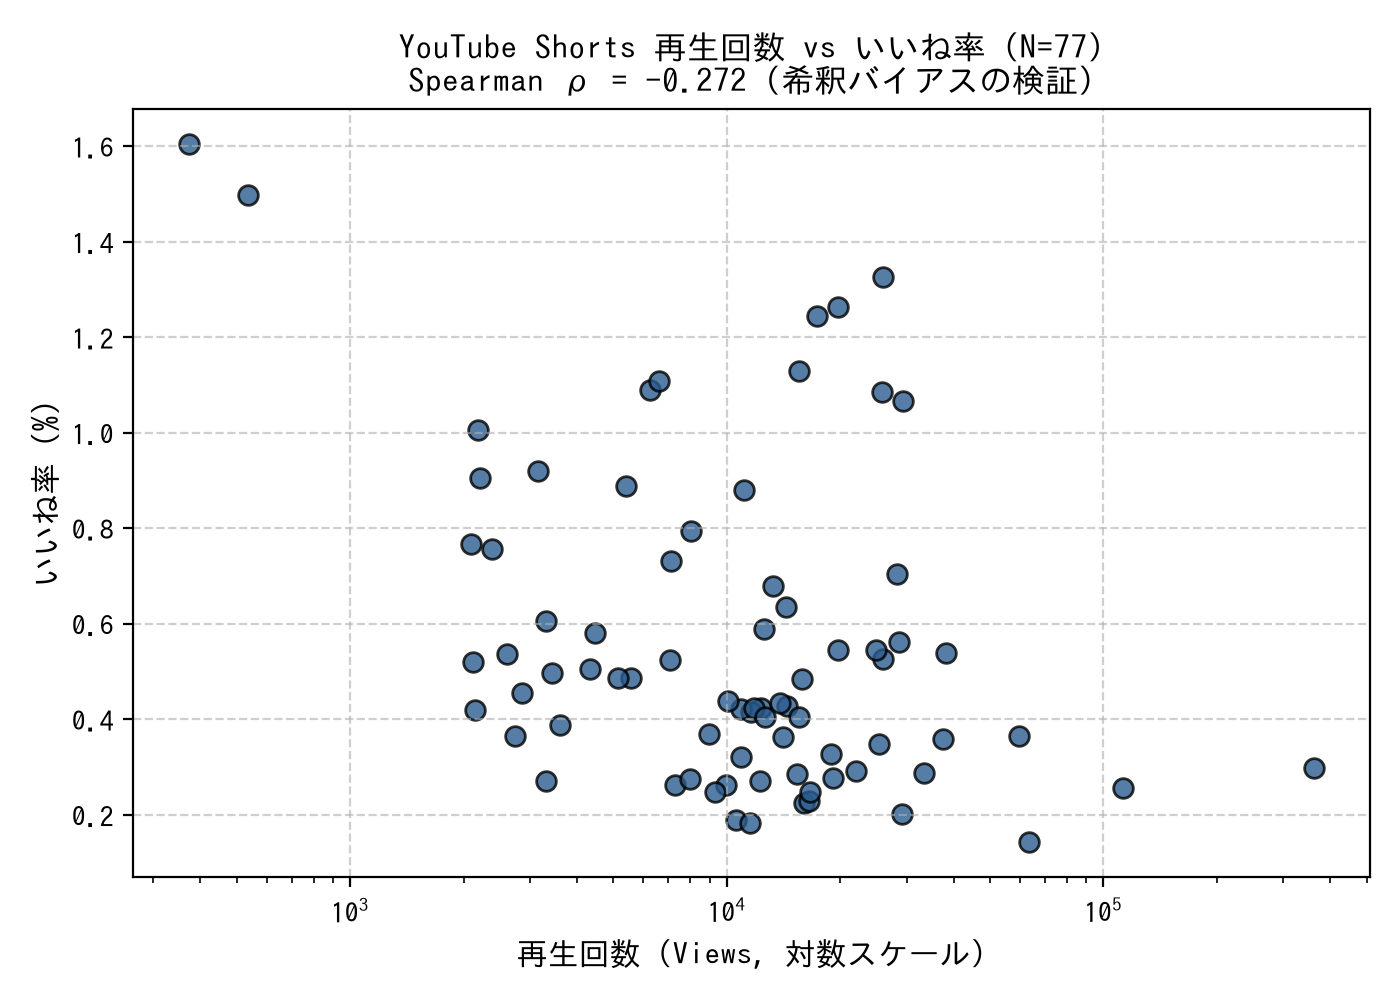 YouTube Shorts 再生回数 vs いいね率 (N=77)
Spearman ρ = -0.272 (希釈バイアスの検証)
1.6
1.4
1.2
1.0
0.8
0.6
0.4
0.2
いいね率 (%)
10³ 10⁴ 10⁵
再生回数 (Views, 対数スケール)